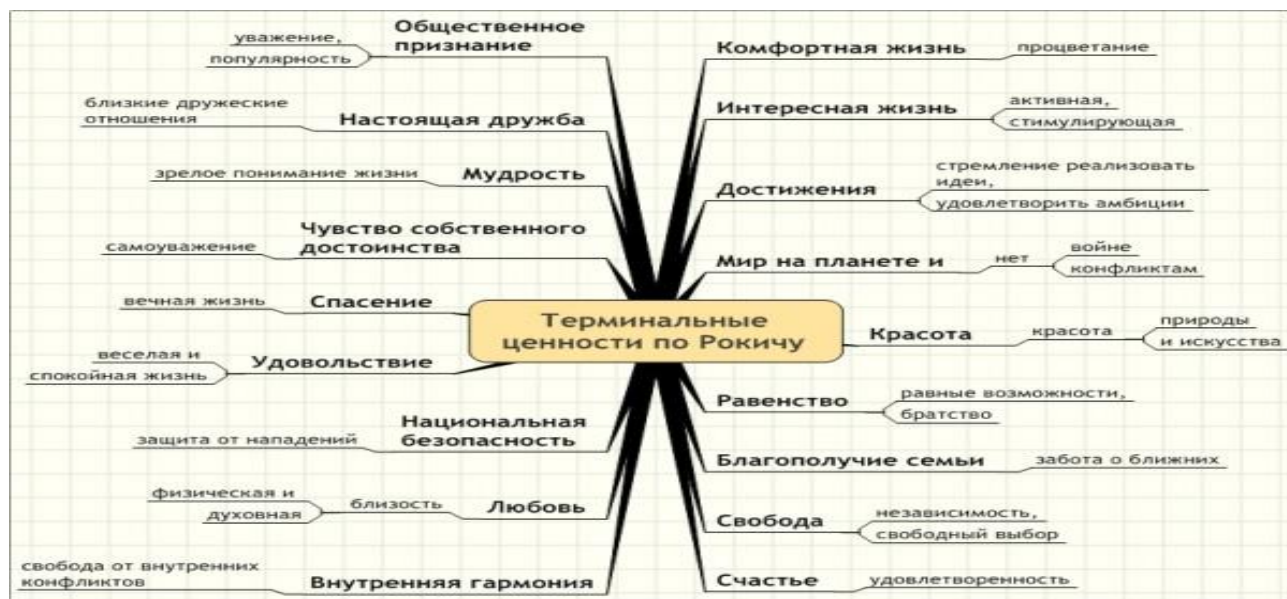 Терминальные
ценности по Рокичу
Комфортная жизнь
процветание
Интересная жизнь
активная,
стимулирующая
Достижения
стремление реализовать
идеи,
удовлетворить амбиции
Мир на планете и
нет
войне
конфликтам
Красота
красота
природы
и искусства
Равенство
равные возможности,
братство
Благополучие семьи
забота о ближних
Свобода
независимость,
свободный выбор
Счастье
удовлетворенность
Общественное
признание
уважение,
популярность
Настоящая дружба
близкие дружеские
отношения
Мудрость
зрелое понимание жизни
Чувство собственного
достоинства
самоуважение
Спасение
вечная жизнь
Удовольствие
веселая и
спокойная жизнь
Национальная
безопасность
защита от нападений
Любовь
близость
физическая и
духовная
Внутренняя гармония
свобода от внутренних
конфликтов